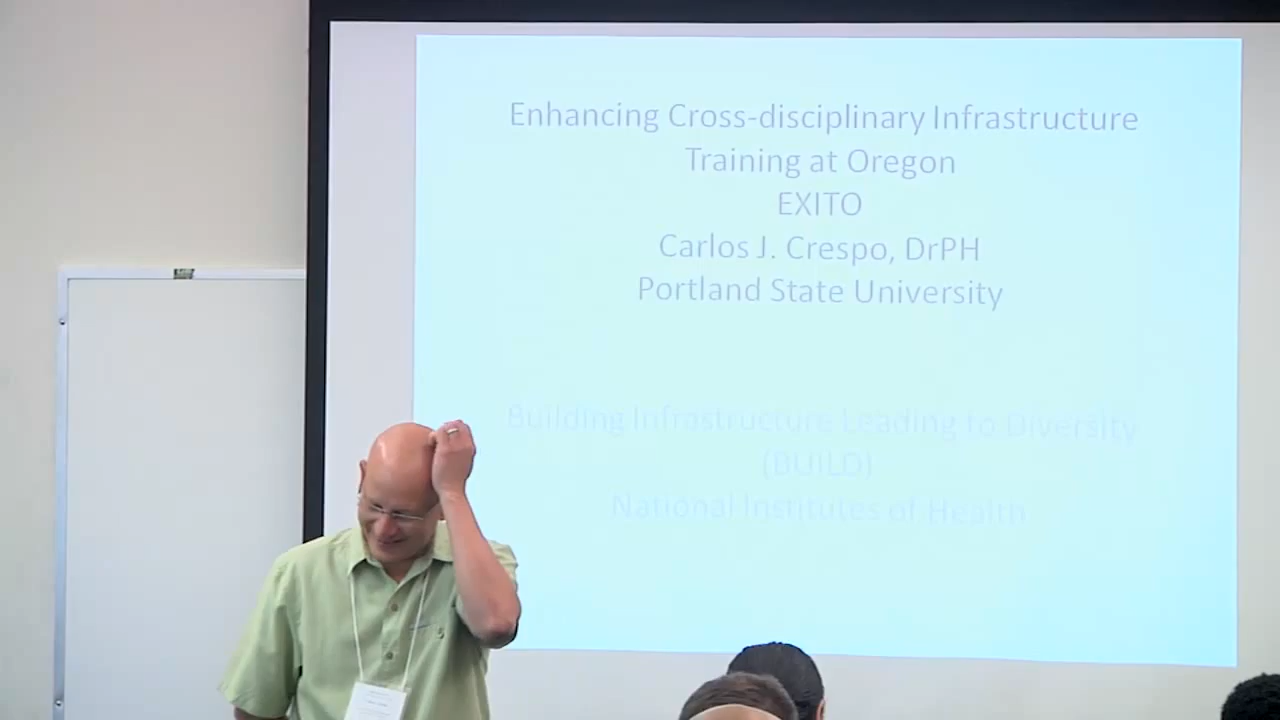 Enhancing Cross-disciplinary Infrastructure
Training at Oregon
EXITO
Carlos J. Crespo, DrPH
Portland State University
Building Infrastructure Leading to Diversity
(BUILD)
National Institutes of Health